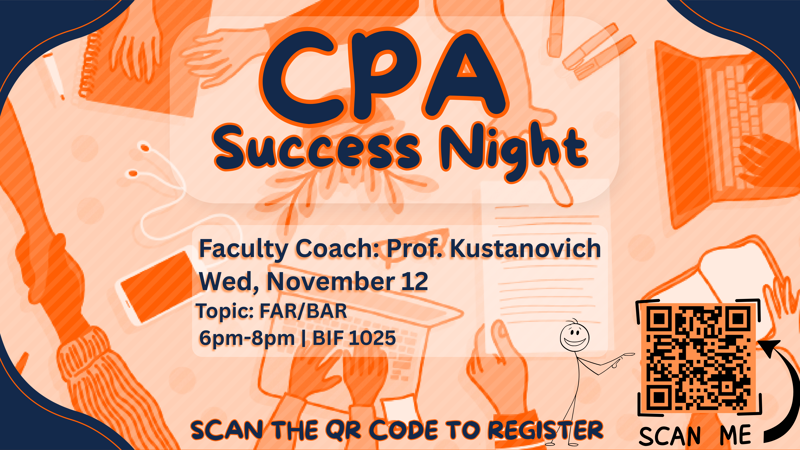 CPA
Success Night
Faculty Coach: Prof. Kustanovich
Wed, November 12
Topic: FAR/BAR
6pm-8pm | BIF 1025
SCAN THE QR CODE TO REGISTER
SCAN ME